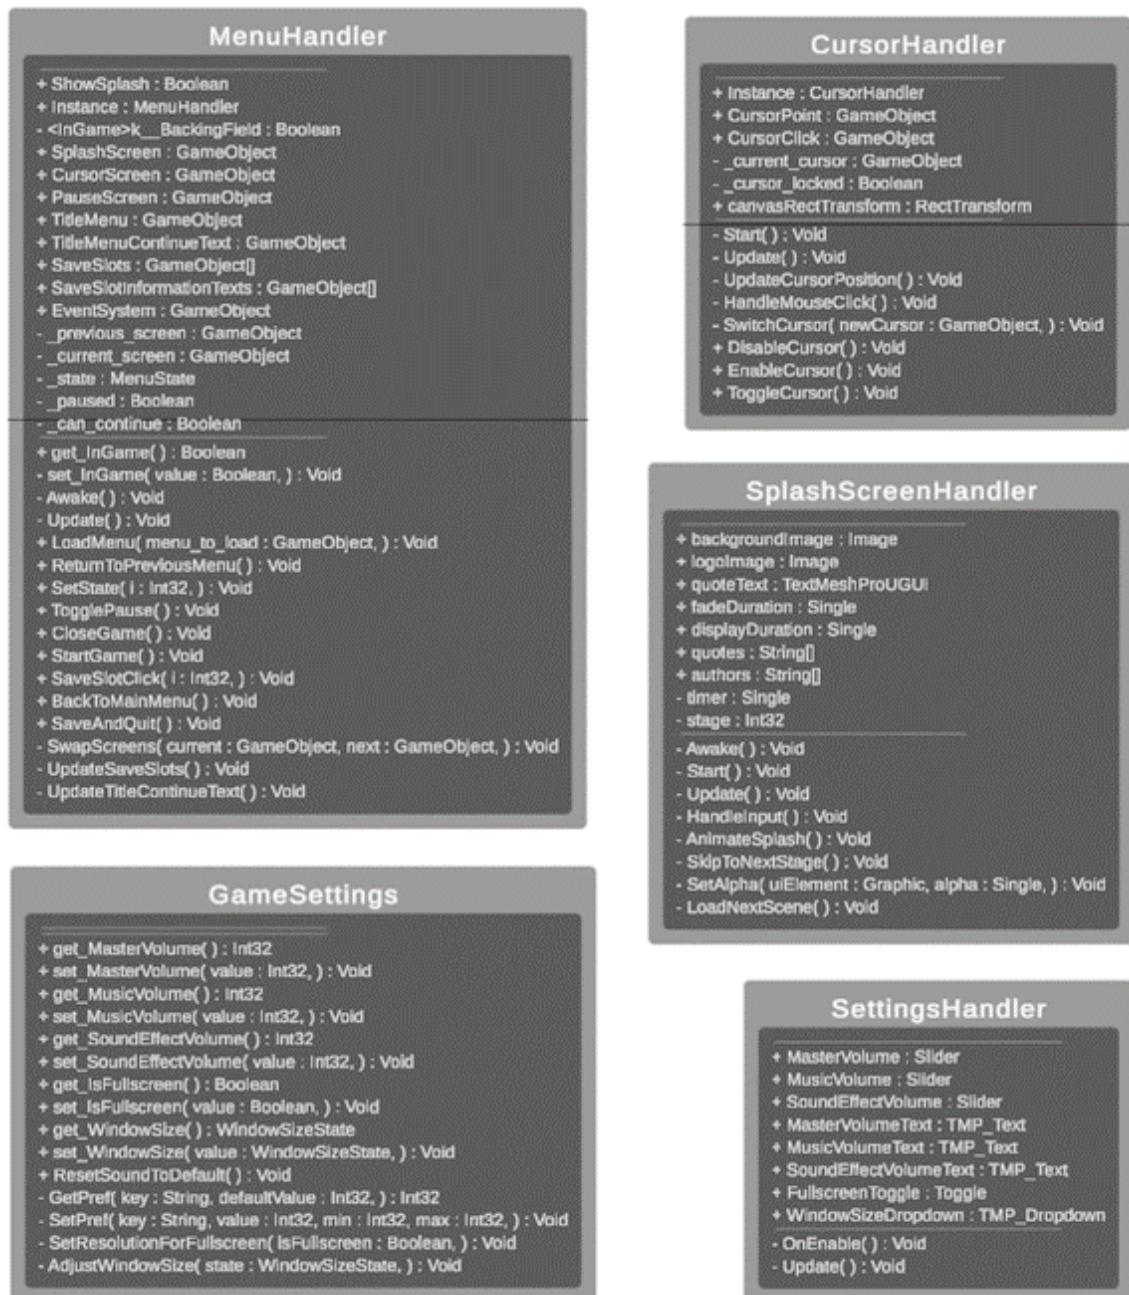 MenuHandler
+ ShowSplash : Boolean
+ Instance : MenuHandler
- <InGame>k__BackingField : Boolean
+ SplashScreen : GameObject
+ CursorScreen : GameObject
+ PauseScreen : GameObject
+ TitleMenu : GameObject
+ TitleMenuContinueText : GameObject
+ SaveSlots : GameObject[]
+ SaveSlotInformationTexts : GameObject[]
+ EventSystem : GameObject
- _previous_screen : GameObject
- _current_screen : GameObject
- _state : MenuState
- _paused : Boolean
- _can_continue : Boolean
+ get_InGame( ) : Boolean
- set_InGame( value : Boolean, ) : Void
- Awake( ) : Void
- Update( ) : Void
+ LoadMenu( menu_to_load : GameObject, ) : Void
+ ReturnToPreviousMenu( ) : Void
+ SetState( i : Int32, ) : Void
+ TogglePause( ) : Void
+ CloseGame( ) : Void
+ StartGame( ) : Void
+ SaveSlotClick( i : Int32, ) : Void
+ BackToMainMenu( ) : Void
+ SaveAndQuit( ) : Void
- SwapScreens( current : GameObject, next : GameObject, ) : Void
- UpdateSaveSlots( ) : Void
- UpdateTitleContinueText( ) : Void
CursorHandler
+ Instance : CursorHandler
+ CursorPoint : GameObject
+ CursorClick : GameObject
- _current_cursor : GameObject
- _cursor_locked : Boolean
+ canvasRectTransform : RectTransform
- Start( ) : Void
- Update( ) : Void
- UpdateCursorPosition( ) : Void
- HandleMouseClick( ) : Void
- SwitchCursor( newCursor : GameObject, ) : Void
+ DisableCursor( ) : Void
+ EnableCursor( ) : Void
+ ToggleCursor( ) : Void
SplashScreenHandler
+ backgroundImage : Image
+ logoImage : Image
+ quoteText : TextMeshProUGUI
+ fadeDuration : Single
+ displayDuration : Single
+ quotes : String[]
+ authors : String[]
- timer : Single
- stage : Int32
- Awake( ) : Void
- Start( ) : Void
- Update( ) : Void
- HandleInput( ) : Void
- AnimateSplash( ) : Void
- SkipToNextStage( ) : Void
- SetAlpha( uiElement : Graphic, alpha : Single, ) : Void
- LoadNextScene( ) : Void
GameSettings
+ get_MasterVolume( ) : Int32
+ set_MasterVolume( value : Int32, ) : Void
+ get_MusicVolume( ) : Int32
+ set_MusicVolume( value : Int32, ) : Void
+ get_SoundEffectVolume( ) : Int32
+ set_SoundEffectVolume( value : Int32, ) : Void
+ get_IsFullscreen( ) : Boolean
+ set_IsFullscreen( value : Boolean, ) : Void
+ get_WindowSize( ) : WindowSizeState
+ set_WindowSize( value : WindowSizeState, ) : Void
+ ResetSoundToDefault( ) : Void
- GetPref( key : String, defaultValue : Int32, ) : Int32
- SetPref( key : String, value : Int32, min : Int32, max : Int32, ) : Void
- SetResolutionForFullscreen( isFullscreen : Boolean, ) : Void
- AdjustWindowSize( state : WindowSizeState, ) : Void
SettingsHandler
+ MasterVolume : Slider
+ MusicVolume : Slider
+ SoundEffectVolume : Slider
+ MasterVolumeText : TMP_Text
+ MusicVolumeText : TMP_Text
+ SoundEffectVolumeText : TMP_Text
+ FullscreenToggle : Toggle
+ WindowSizeDropdown : TMP_Dropdown
- OnEnable( ) : Void
- Update( ) : Void